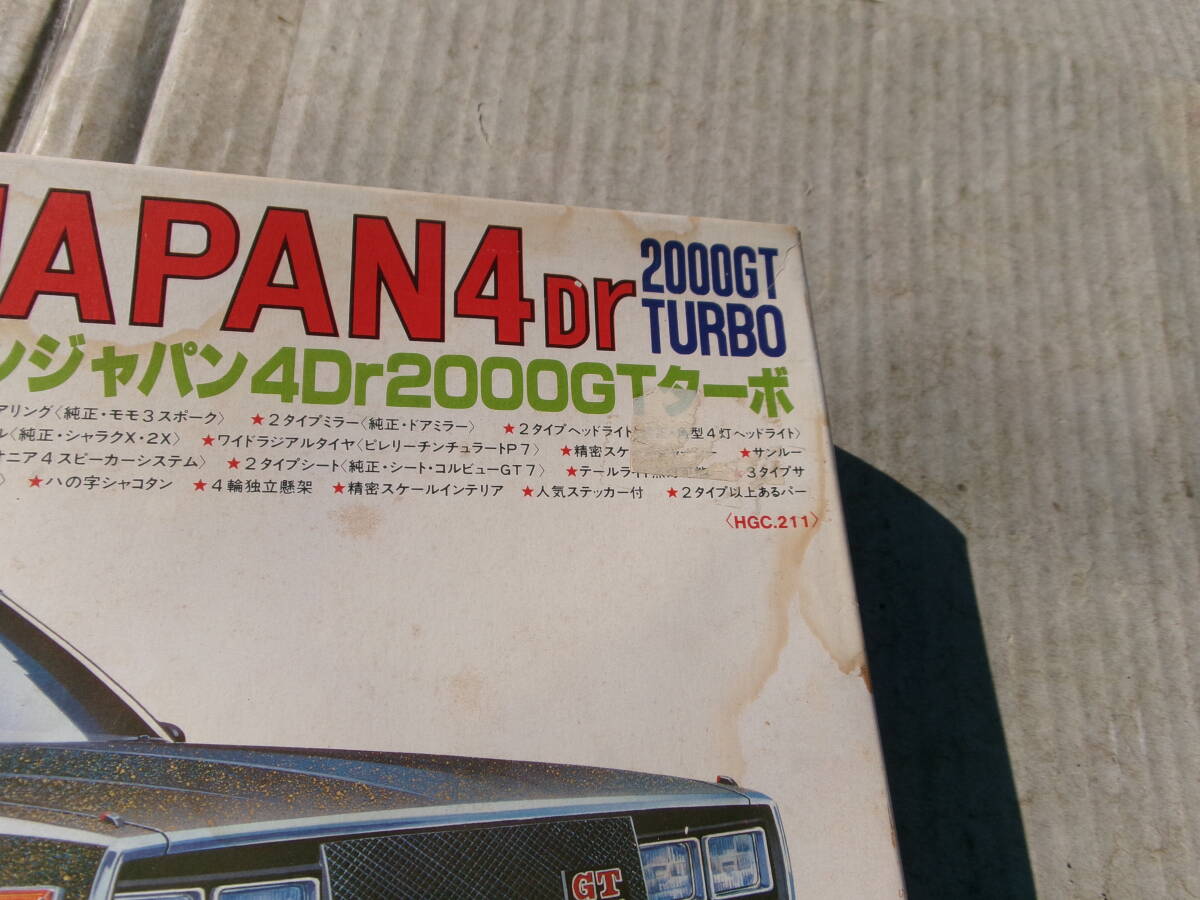 JAPAN4Dr 2000GT TURBO
ンジャパン4Dr2000GTターボ
アリング〈純正・モモ3スポーク〉 ★2タイプミラー〈純正・ドアミラー〉 ★2タイプヘッドライト 角型4灯ヘッドライト〉
ル〈純正・シャラクX・2X〉 ★ワイドラジアルタイヤ〈ピレリーチンチュラートP7〉 ★精密スケ ★サンルー
オニア4スピーカーシステム〉 ★2タイプシート〈純正・シート・コルビューGT7〉 ★テールライト ★3タイプサ
〉 ★ハの字シャコタン ★4輪独立懸架 ★精密スケールインテリア ★人気ステッカー付 ★2タイプ以上あるパー
〈HGC.211〉
GT